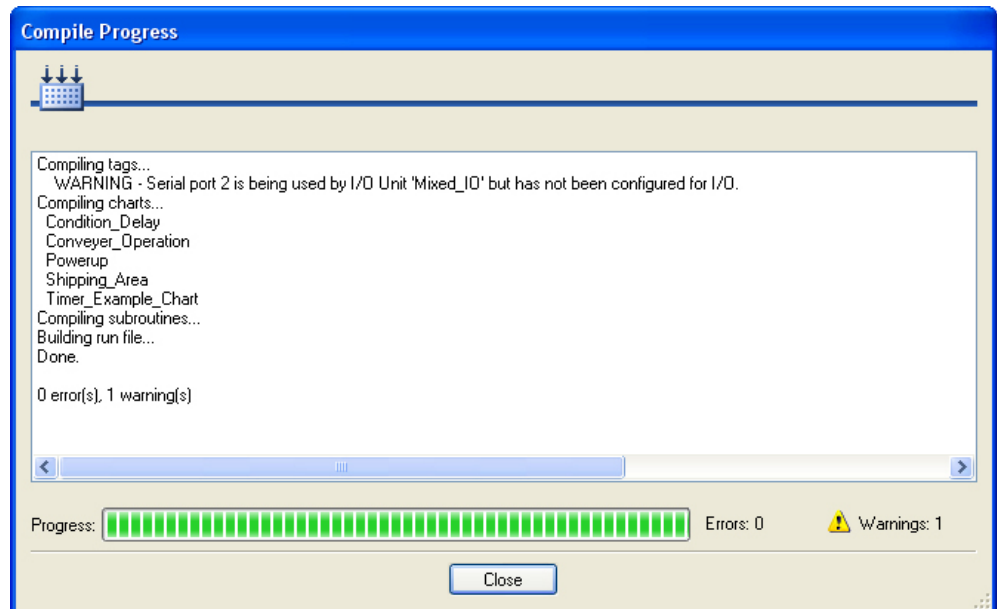 Compile Progress
Compiling tags...
WARNING - Serial port 2 is being used by I/O Unit 'Mixed_IO' but has not been configured for I/O.
Compiling charts...
Condition_Delay
Conveyer_Operation
Powerup
Shipping_Area
Timer_Example_Chart
Compiling subroutines...
Building run file...
Done.
0 error(s), 1 warning(s)
Progress: Errors: 0 Warnings: 1
Close